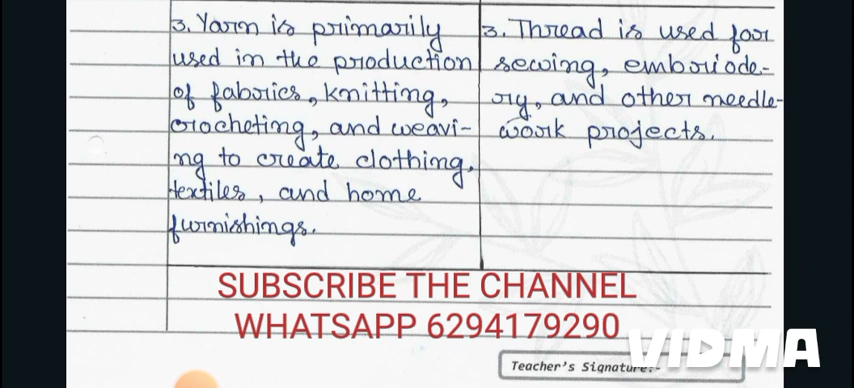 3. Yarn is primarily
used in the production
of fabrics, knitting,
crocheting, and weavi-
ng to create clothing,
textiles, and home
furnishings.
3. Thread is used for
sewing, embroide-
ry, and other needle-
work projects.
SUBSCRIBE THE CHANNEL
WHATSAPP 6294179290
Teacher's Signature:-
VIDMA